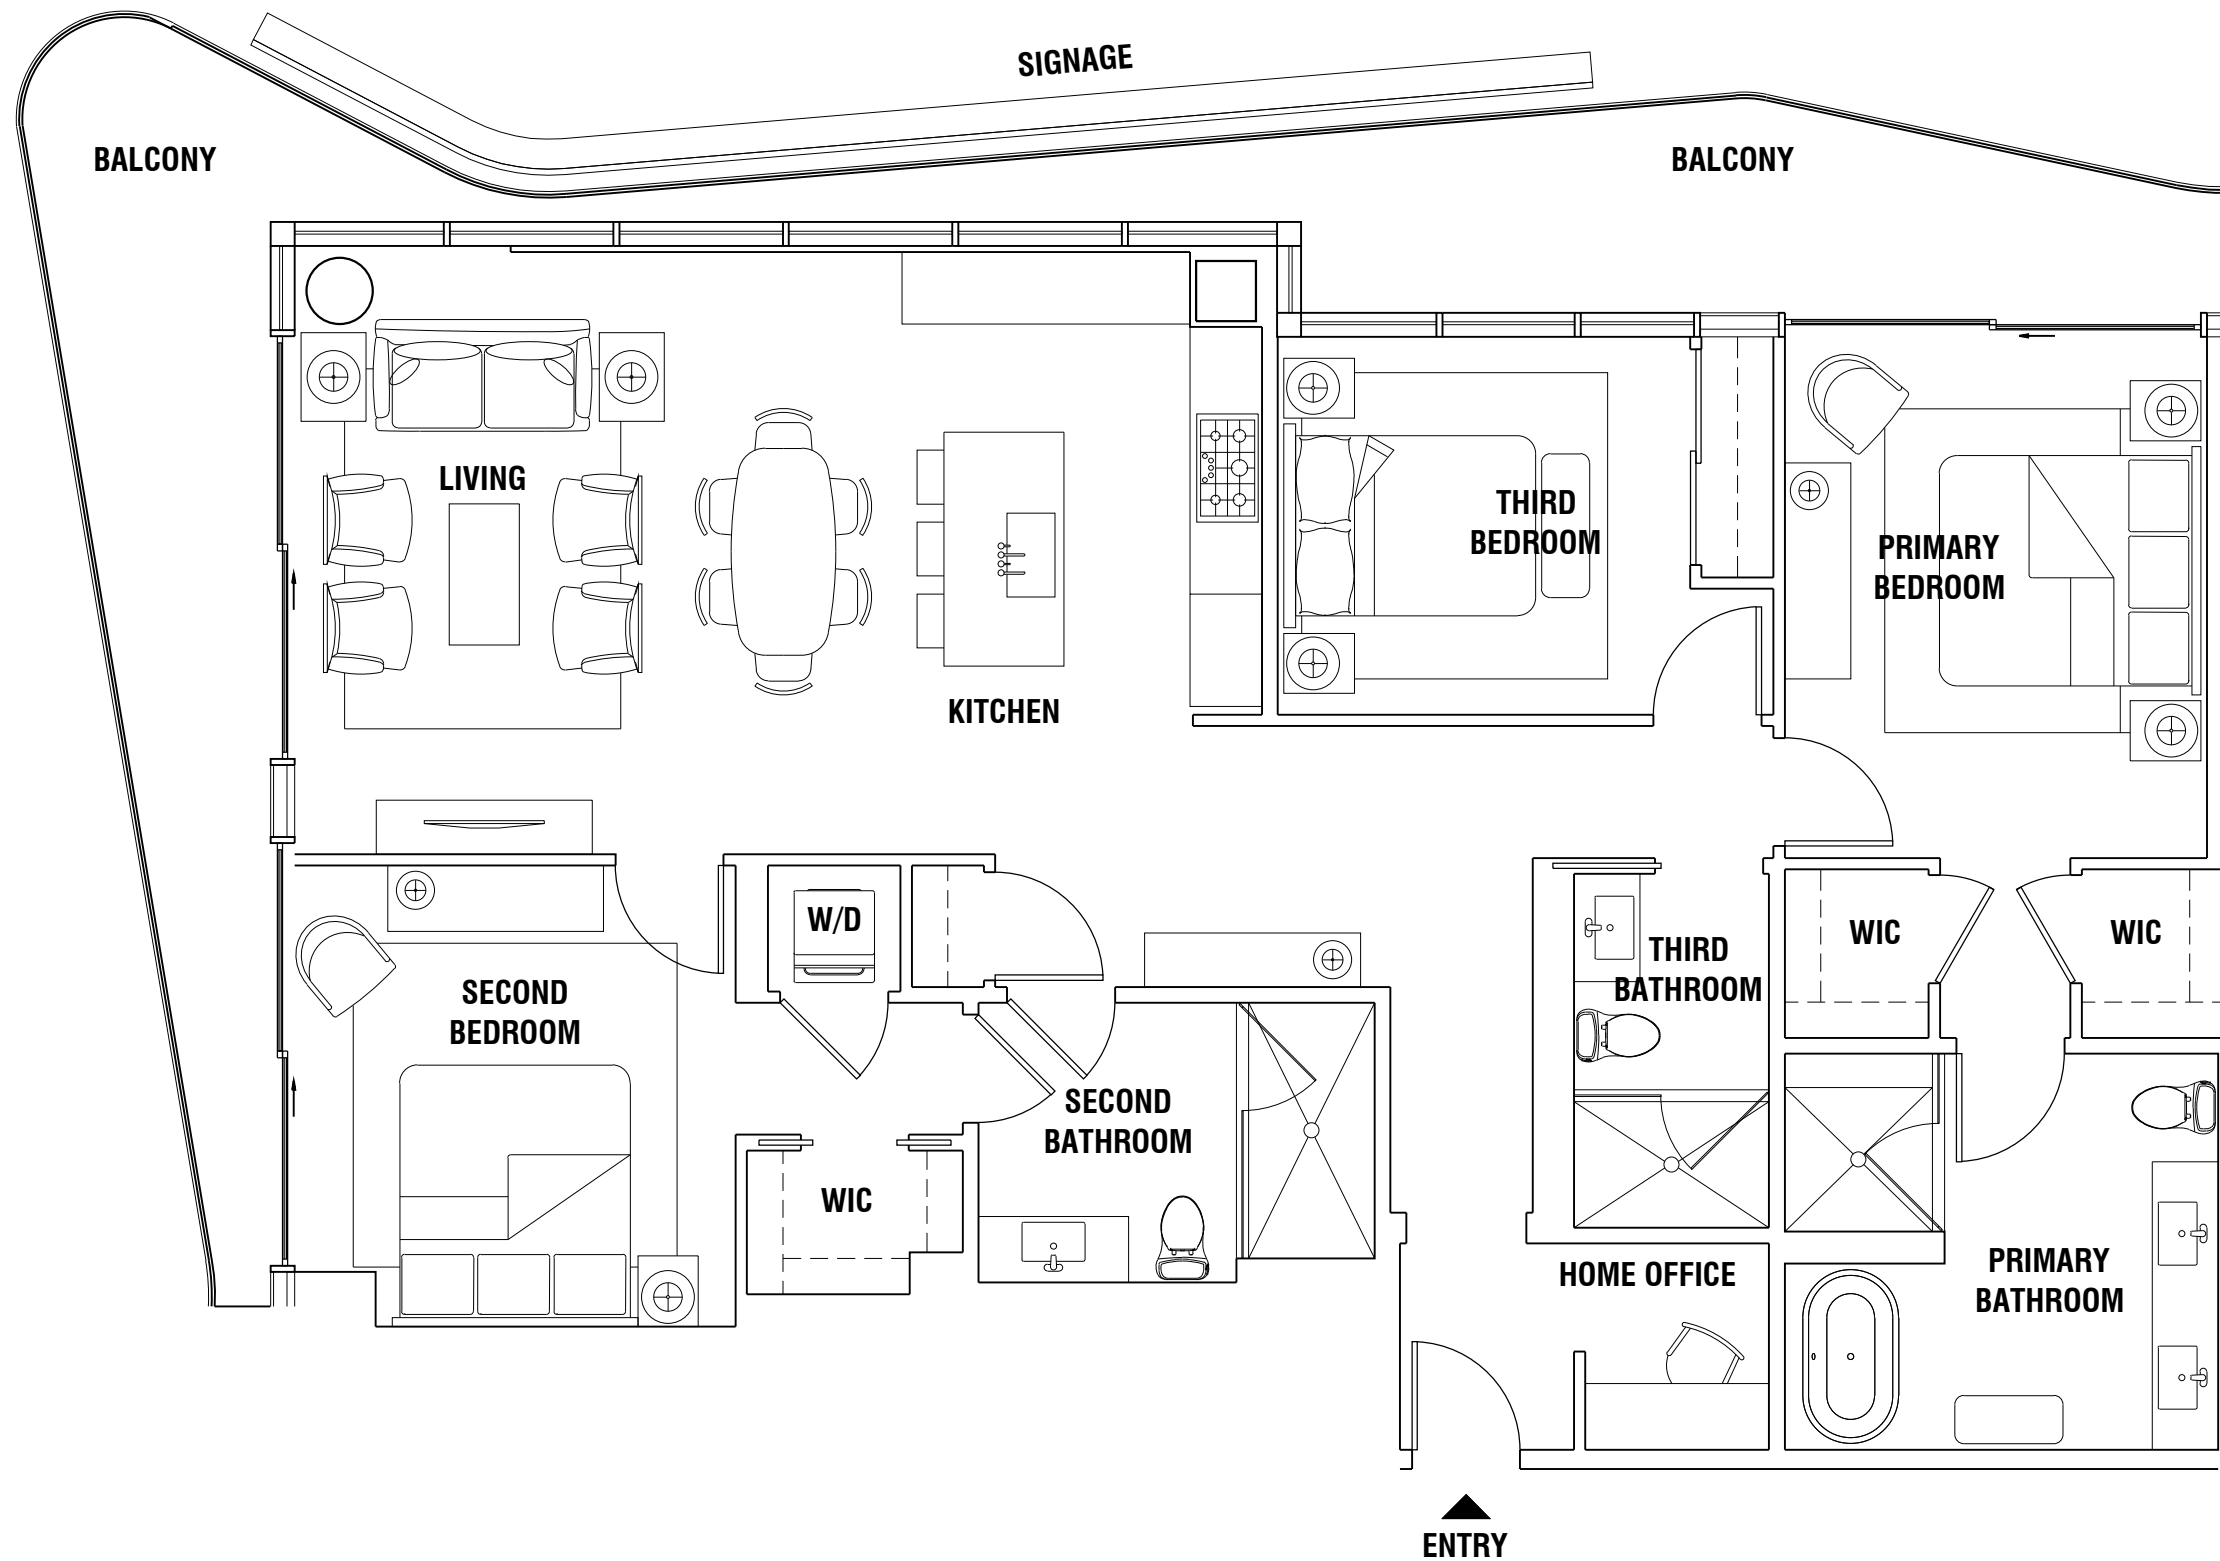 SIGNAGE
BALCONY
BALCONY
LIVING
THIRD
BEDROOM
PRIMARY
BEDROOM
KITCHEN
W/D
WIC
WIC
THIRD
BATHROOM
SECOND
BEDROOM
SECOND
BATHROOM
WIC
HOME OFFICE
PRIMARY
BATHROOM
ENTRY